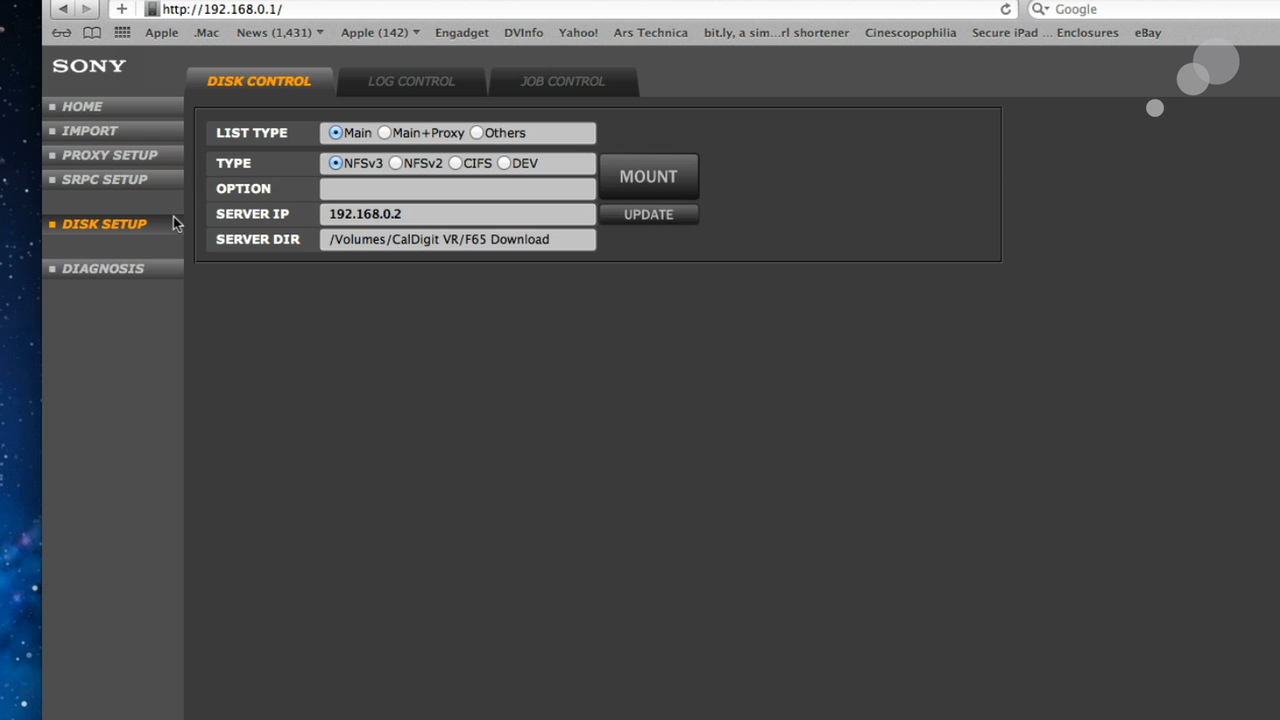 http://192.168.0.1/
Google
Apple .Mac News (1,431) Apple (142) Engadget DVInfo Yahoo! Ars Technica bit.ly, a sim...rl shortener Cinescopophilia Secure iPad ... Enclosures eBay
SONY
DISK CONTROL LOG CONTROL JOB CONTROL
HOME
IMPORT
PROXY SETUP
SRPC SETUP
DISK SETUP
DIAGNOSIS
LIST TYPE Main Main+Proxy Others
TYPE NFSv3 NFSv2 CIFS DEV
MOUNT
OPTION
SERVER IP 192.168.0.2 UPDATE
SERVER DIR /Volumes/CalDigit VR/F65 Download